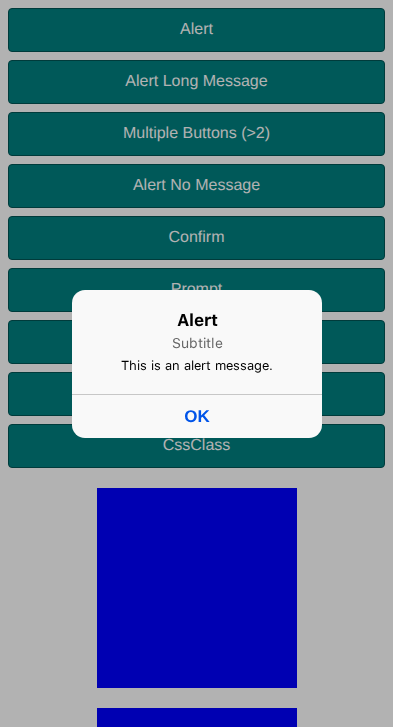 Alert
Alert Long Message
Multiple Buttons (>2)
Alert No Message
Confirm
Prompt
Alert
Subtitle
This is an alert message.
OK
CssClass